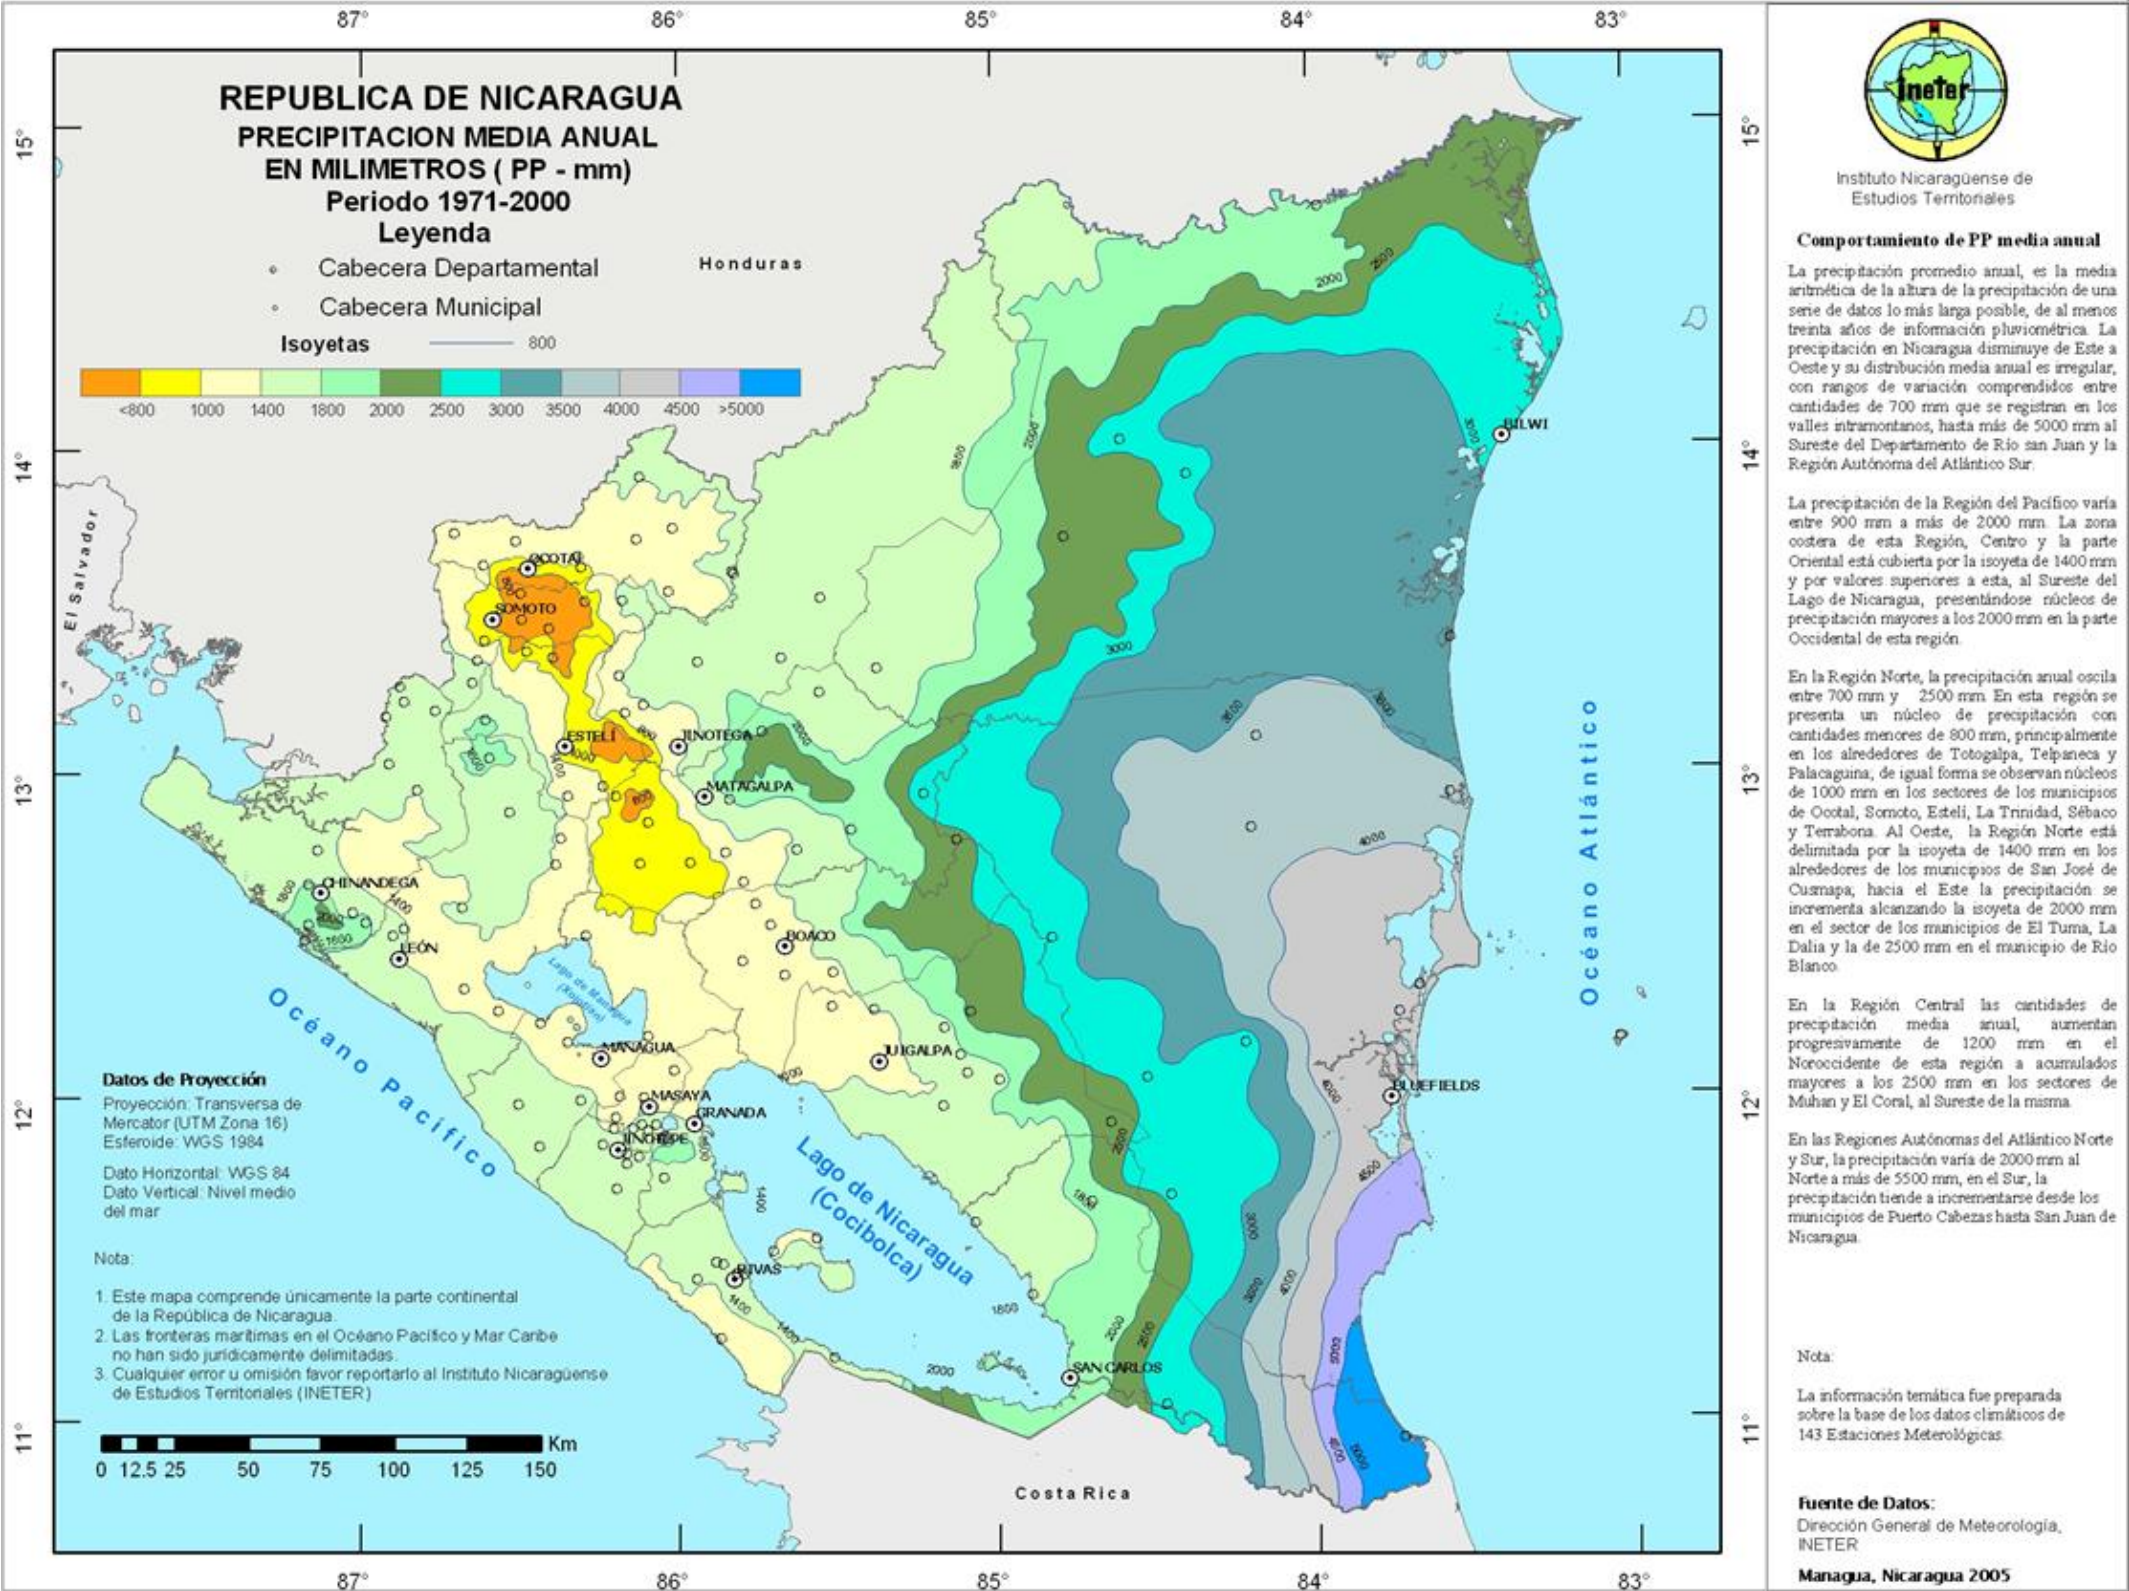 87°
86°
85°
84°
83°
15°
14°
13°
12°
11°
REPUBLICA DE NICARAGUA
PRECIPITACION MEDIA ANUAL
EN MILIMETROS ( PP - mm)
Periodo 1971-2000
Leyenda
Cabecera Departamental
Cabecera Municipal
Isoyetas 800
<800 1000 1400 1800 2000 2500 3000 3500 4000 4500 >5000
Honduras
El Salvador
BILWI
OCOTAL
SOMOTO
ESTELÍ
JINOTEGA
MATAGALPA
CHINANDEGA
LEÓN
BOACO
Lago de Managua
(Xolotlán)
MANAGUA
JUIGALPA
MASAYA
GRANADA
JINOTEPE
BLUEFIELDS
RIVAS
SAN CARLOS
Océano Pacífico
Lago de Nicaragua
(Cocibolca)
Océano Atlántico
Costa Rica
800
1000
1400
1800
2000
2500
3000
3500
4000
4500
5000
Datos de Proyección
Proyección: Transversa de
Mercator (UTM Zona 16)
Esferoide: WGS 1984
Dato Horizontal: WGS 84
Dato Vertical: Nivel medio
del mar
Nota:
1. Este mapa comprende únicamente la parte continental
de la República de Nicaragua.
2. Las fronteras marítimas en el Océano Pacífico y Mar Caribe
no han sido jurídicamente delimitadas.
3. Cualquier error u omisión favor reportarlo al Instituto Nicaragüense
de Estudios Territoriales (INETER)
Km
0 12.5 25 50 75 100 125 150
87°
86°
85°
84°
83°
15°
14°
13°
12°
11°
ineter
Instituto Nicaragüense de
Estudios Territoriales
Comportamiento de PP media anual
La precipitación promedio anual, es la media
aritmética de la altura de la precipitación de una
serie de datos lo más larga posible, de al menos
treinta años de información pluviométrica. La
precipitación en Nicaragua disminuye de Este a
Oeste y su distribución media anual es irregular,
con rangos de variación comprendidos entre
cantidades de 700 mm que se registran en los
valles intramontanos, hasta más de 5000 mm al
Sureste del Departamento de Río san Juan y la
Región Autónoma del Atlántico Sur.
La precipitación de la Región del Pacífico varía
entre 900 mm a más de 2000 mm. La zona
costera de esta Región, Centro y la parte
Oriental está cubierta por la isoyeta de 1400 mm
y por valores superiores a esta, al Sureste del
Lago de Nicaragua, presentándose núcleos de
precipitación mayores a los 2000 mm en la parte
Occidental de esta región.
En la Región Norte, la precipitación anual oscila
entre 700 mm y 2500 mm. En esta región se
presenta un núcleo de precipitación con
cantidades menores de 800 mm, principalmente
en los alrededores de Totogalpa, Telpaneca y
Palacaguina; de igual forma se observan núcleos
de 1000 mm en los sectores de los municipios
de Ocotal, Somoto, Estelí, La Trinidad, Sébaco
y Terrabona. Al Oeste, la Región Norte está
delimitada por la isoyeta de 1400 mm en los
alrededores de los municipios de San José de
Cusmapa; hacia el Este la precipitación se
incrementa alcanzando la isoyeta de 2000 mm
en el sector de los municipios de El Tuma, La
Dalia y la de 2500 mm en el municipio de Río
Blanco.
En la Región Central las cantidades de
precipitación media anual, aumentan
progresivamente de 1200 mm en el
Noroccidente de esta región a acumulados
mayores a los 2500 mm en los sectores de
Muhan y El Coral, al Sureste de la misma.
En las Regiones Autónomas del Atlántico Norte
y Sur, la precipitación varía de 2000 mm al
Norte a más de 5500 mm, en el Sur, la
precipitación tiende a incrementarse desde los
municipios de Puerto Cabezas hasta San Juan de
Nicaragua.
Nota:
La información temática fue preparada
sobre la base de los datos climáticos de
143 Estaciones Meterológicas.
Fuente de Datos:
Dirección General de Meteorología,
INETER
Managua, Nicaragua 2005